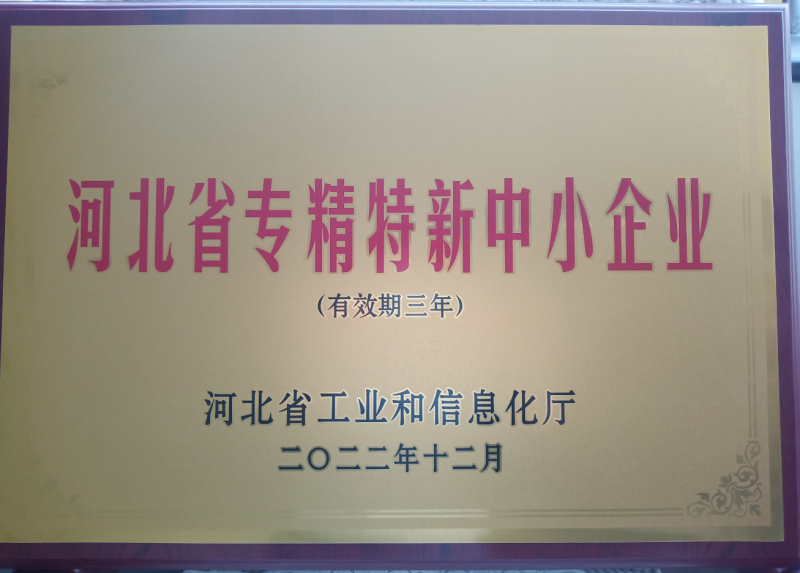 河北省专精特新中小企业
（有效期三年）
河北省工业和信息化厅
二〇二二年十二月